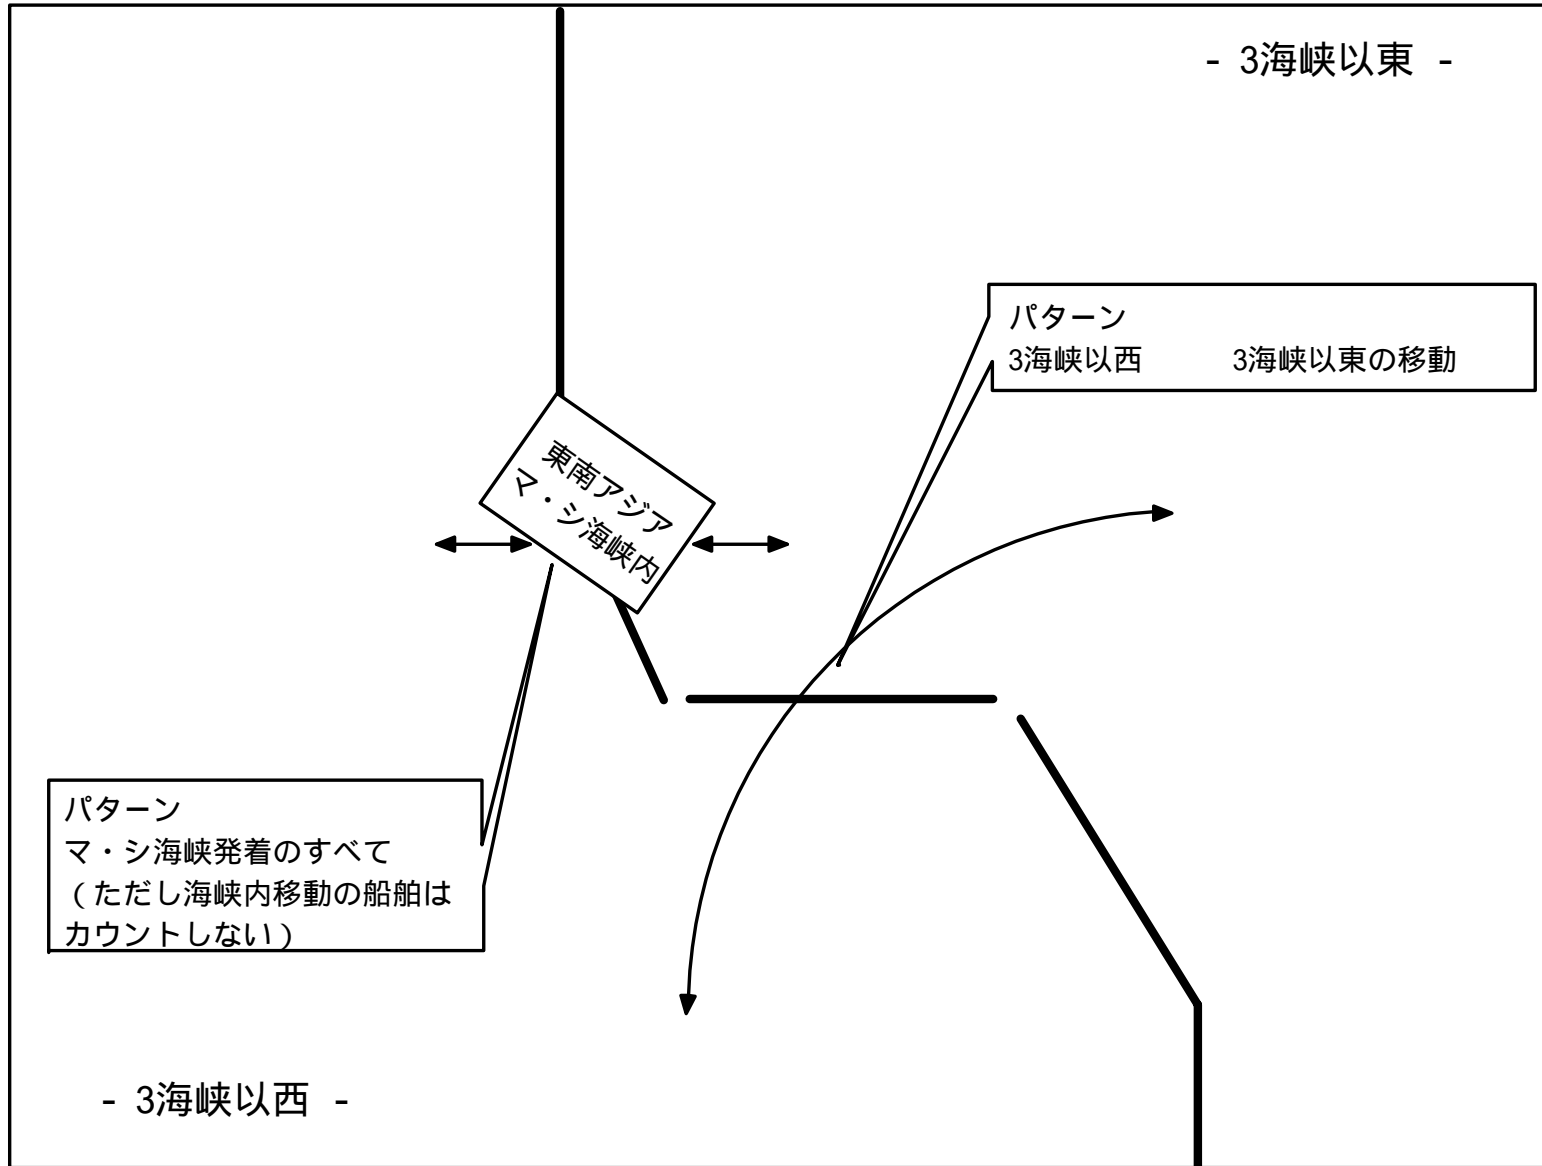 - 3海峡以東 -
パターン
3海峡以西 3海峡以東の移動
東南アジア
マ・シ海峡内
パターン
マ・シ海峡発着のすべて
（ただし海峡内移動の船舶は
カウントしない）
- 3海峡以西 -